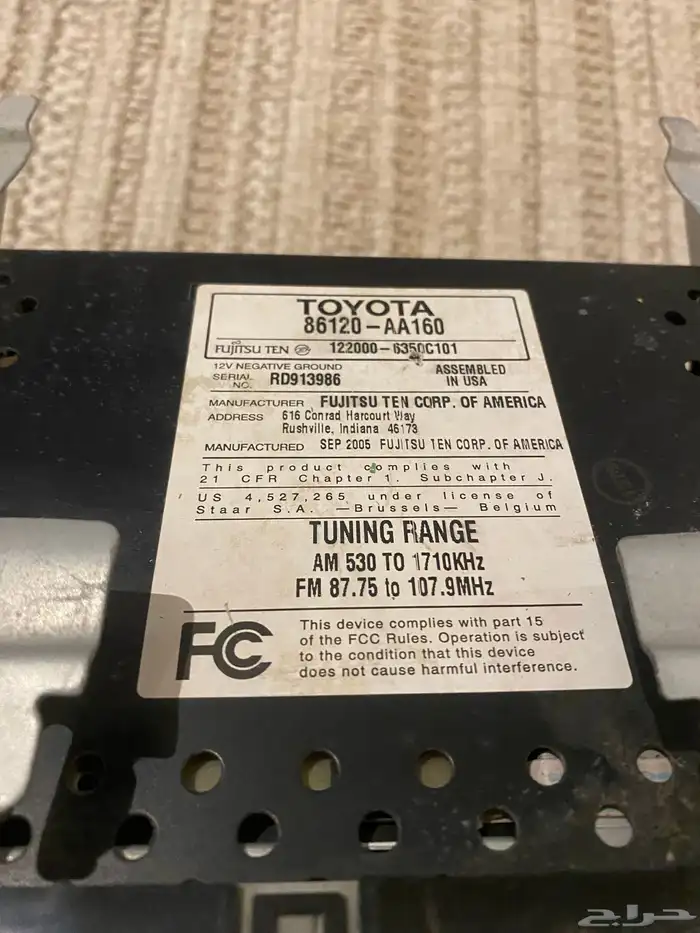 TOYOTA
86120-AA160
FUJITSU TEN 122000-6350C101
12V NEGATIVE GROUND
SERIAL NO. RD913986
ASSEMBLED IN USA
MANUFACTURER FUJITSU TEN CORP. OF AMERICA
ADDRESS 616 Conrad Harcourt Way
Rushville, Indiana 46173
MANUFACTURED SEP 2005 FUJITSU TEN CORP. OF AMERICA
This product complies with
21 CFR Chapter 1. Subchapter J.
US 4,527,265 under license of
Staar S.A. —Brussels— Belgium
TUNING RANGE
AM 530 TO 1710KHz
FM 87.75 to 107.9MHz
FC This device complies with part 15
of the FCC Rules. Operation is subject
to the condition that this device
does not cause harmful interference.
حراج